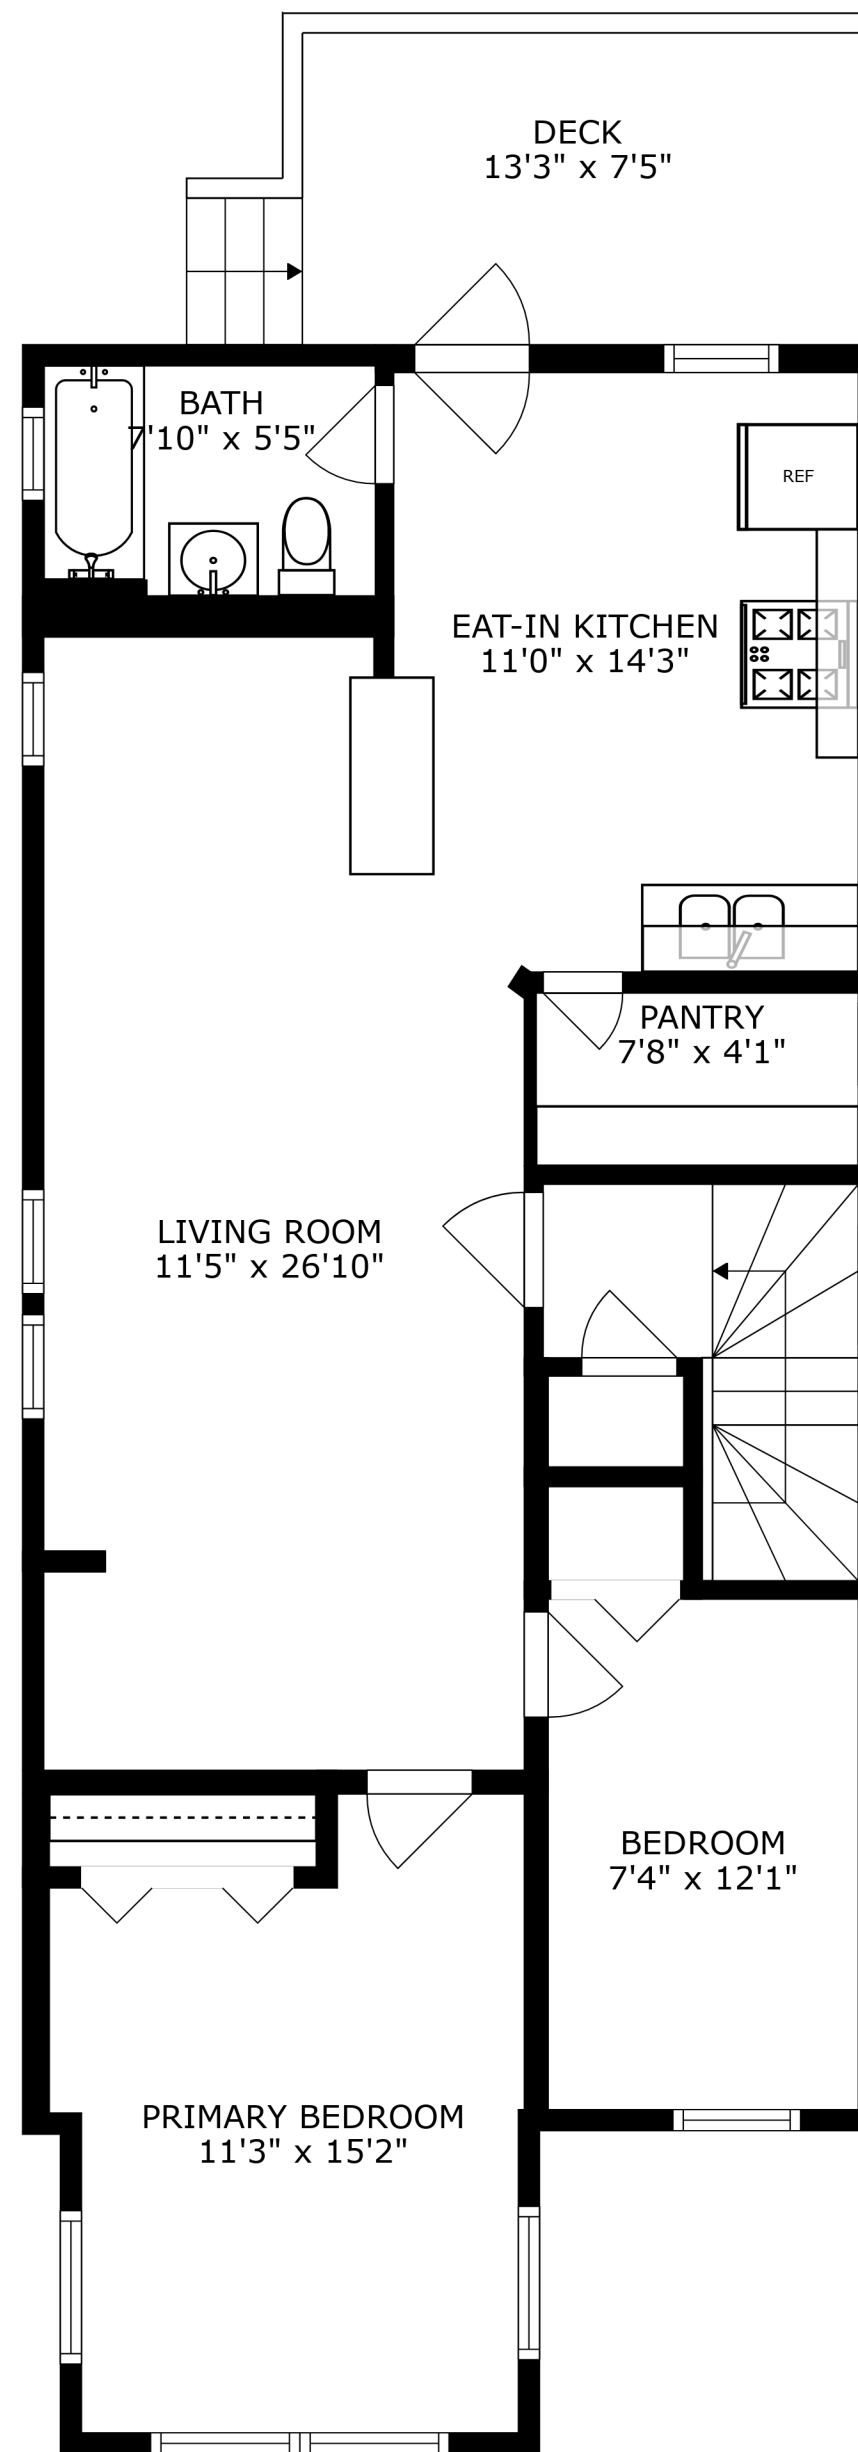 DECK
13'3" x 7'5"
BATH
7'10" x 5'5"
REF
EAT-IN KITCHEN
11'0" x 14'3"
PANTRY
7'8" x 4'1"
LIVING ROOM
11'5" x 26'10"
BEDROOM
7'4" x 12'1"
PRIMARY BEDROOM
11'3" x 15'2"